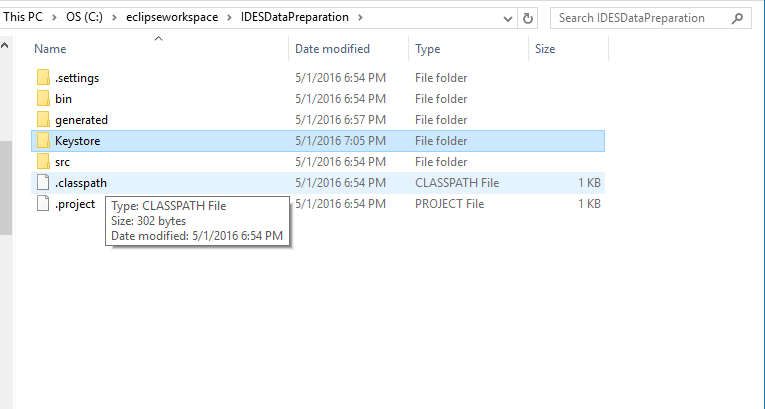 This PC > OS (C:) > eclipseworkspace > IDESDataPreparation >
Search IDESDataPreparation
Name Date modified Type Size
.settings 5/1/2016 6:54 PM File folder
bin 5/1/2016 6:54 PM File folder
generated 5/1/2016 6:57 PM File folder
Keystore 5/1/2016 7:05 PM File folder
src 5/1/2016 6:54 PM File folder
.classpath 5/1/2016 6:54 PM CLASSPATH File 1 KB
.project 5/1/2016 6:54 PM PROJECT File 1 KB
Type: CLASSPATH File
Size: 302 bytes
Date modified: 5/1/2016 6:54 PM